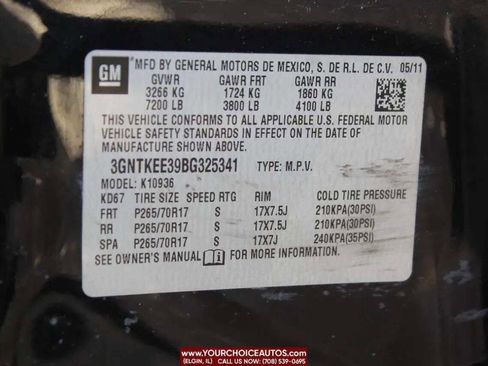 GM
MFD BY GENERAL MOTORS DE MEXICO, S. DE R.L. DE C.V. 05/11
GVWR GAWR FRT GAWR RR
3266 KG 1724 KG 1860 KG
7200 LB 3800 LB 4100 LB
THIS VEHICLE CONFORMS TO ALL APPLICABLE U.S. FEDERAL MOTOR
VEHICLE SAFETY STANDARDS IN EFFECT ON THE DATE OF
MANUFACTURE SHOWN ABOVE.
3GNTKEE39BG325341 TYPE: M.P.V.
MODEL: K10936
KD67 TIRE SIZE SPEED RTG RIM COLD TIRE PRESSURE
FRT P265/70R17 S 17X7.5J 210KPA(30PSI)
RR P265/70R17 S 17X7.5J 210KPA(30PSI)
SPA P265/70R17 S 17X7J 240KPA(35PSI)
SEE OWNER'S MANUAL FOR MORE INFORMATION.
WWW.YOURCHOICEAUTOS.COM
(ELGIN, IL) (708) 539-0695